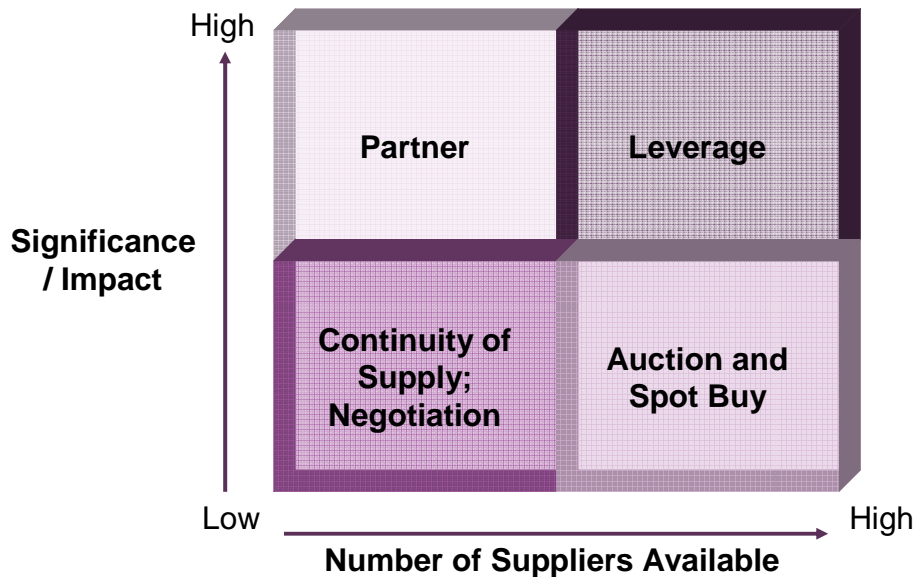 High
Partner
Leverage
Significance
/ Impact
Continuity of
Supply;
Negotiation
Auction and
Spot Buy
Low
High
Number of Suppliers Available